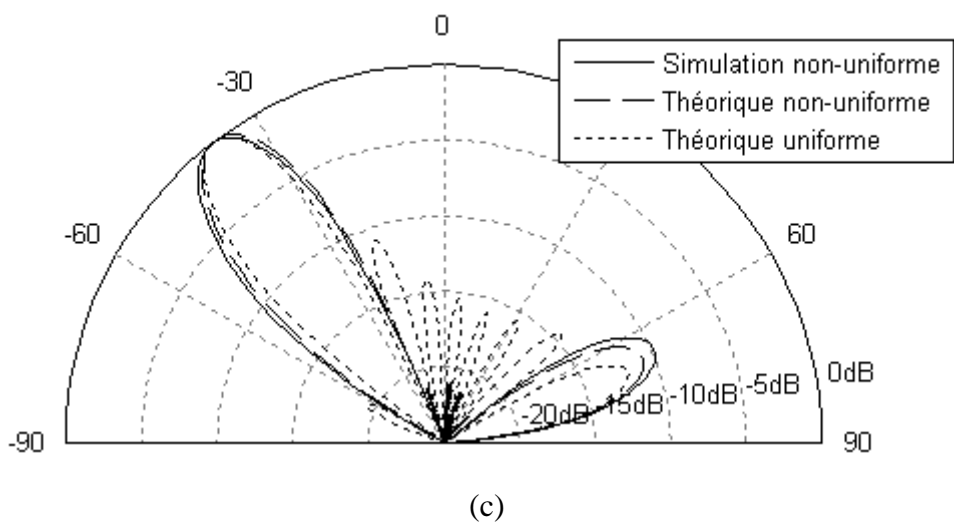 0
-30
Simulation non-uniforme
Théorique non-uniforme
Théorique uniforme
-60
60
-20dB
-15dB
-10dB
-5dB
0dB
-90
90
(c)